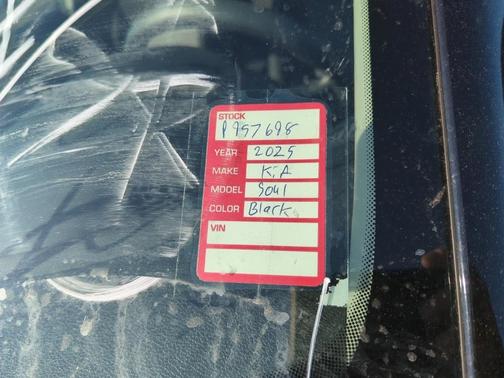 STOCK
P957698
YEAR 2025
MAKE KiA
MODEL Soul
COLOR Black
VIN